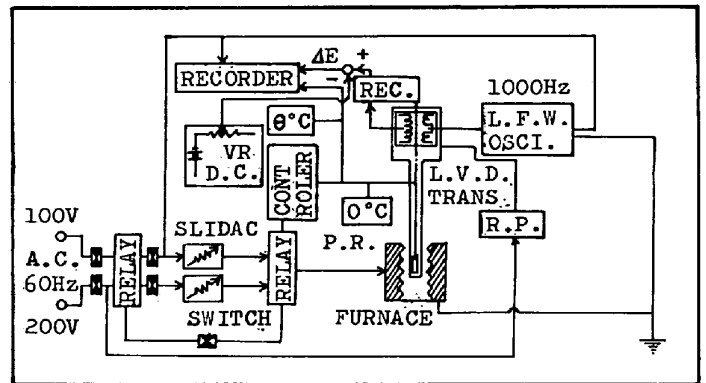 ΔE +
RECORDER
−
REC.
1000Hz
θ°C
L.F.W.
OSCI.
VR
D.C.
L.V.D.
TRANS.
CONT
ROLER
0°C
R.P.
100V
SLIDAC
P.R.
A.C.
RELAY
RELAY
60Hz
200V
SWITCH
FURNACE